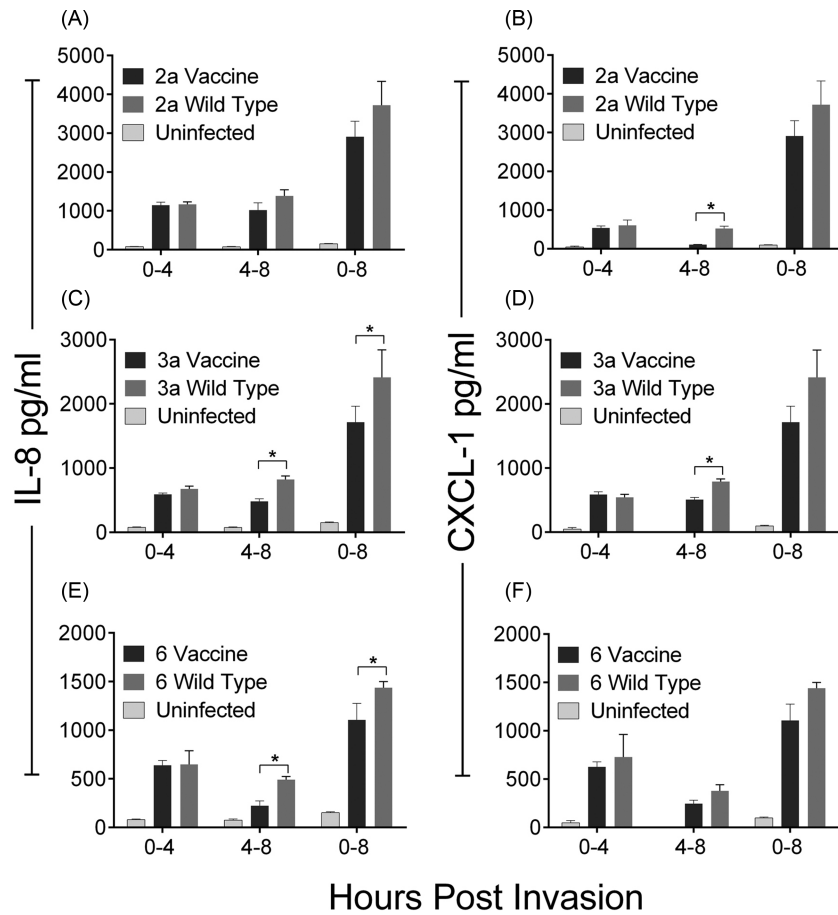 (A)
5000
4000
3000
2000
1000
0
2a Vaccine
2a Wild Type
Uninfected
0-4
4-8
0-8
(B)
5000
4000
3000
2000
1000
0
2a Vaccine
2a Wild Type
Uninfected
*
0-4
4-8
0-8
(C)
3000
2000
1000
0
3a Vaccine
3a Wild Type
Uninfected
*
*
0-4
4-8
0-8
(D)
3000
2000
1000
0
3a Vaccine
3a Wild Type
Uninfected
*
0-4
4-8
0-8
(E)
2000
1500
1000
500
0
6 Vaccine
6 Wild Type
Uninfected
*
*
0-4
4-8
0-8
(F)
2000
1500
1000
500
0
6 Vaccine
6 Wild Type
Uninfected
0-4
4-8
0-8
IL-8 pg/ml
CXCL-1 pg/ml
Hours Post Invasion